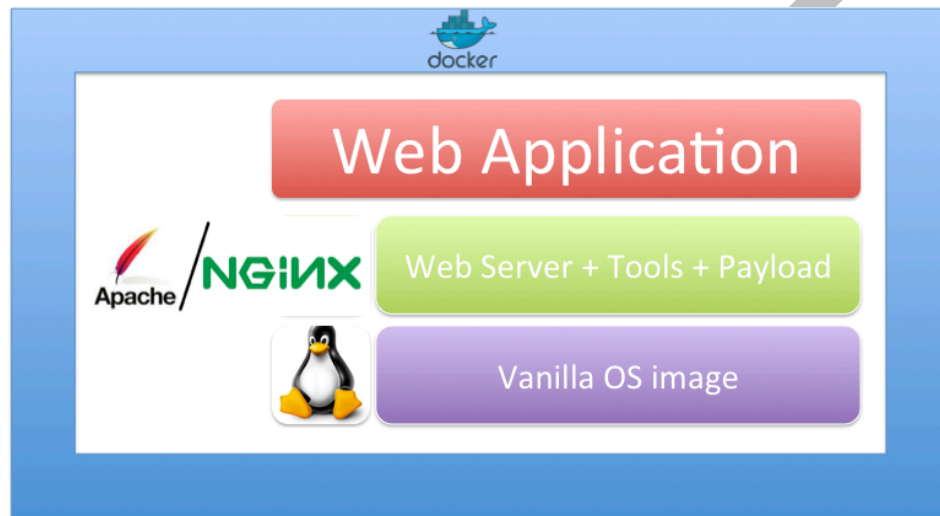 docker
Web Application
Apache
NGINX
Web Server + Tools + Payload
Vanilla OS image